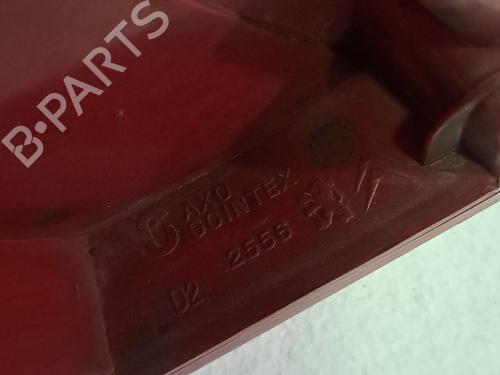 B-PARTS
AXO
SCINTEX
D2 2556